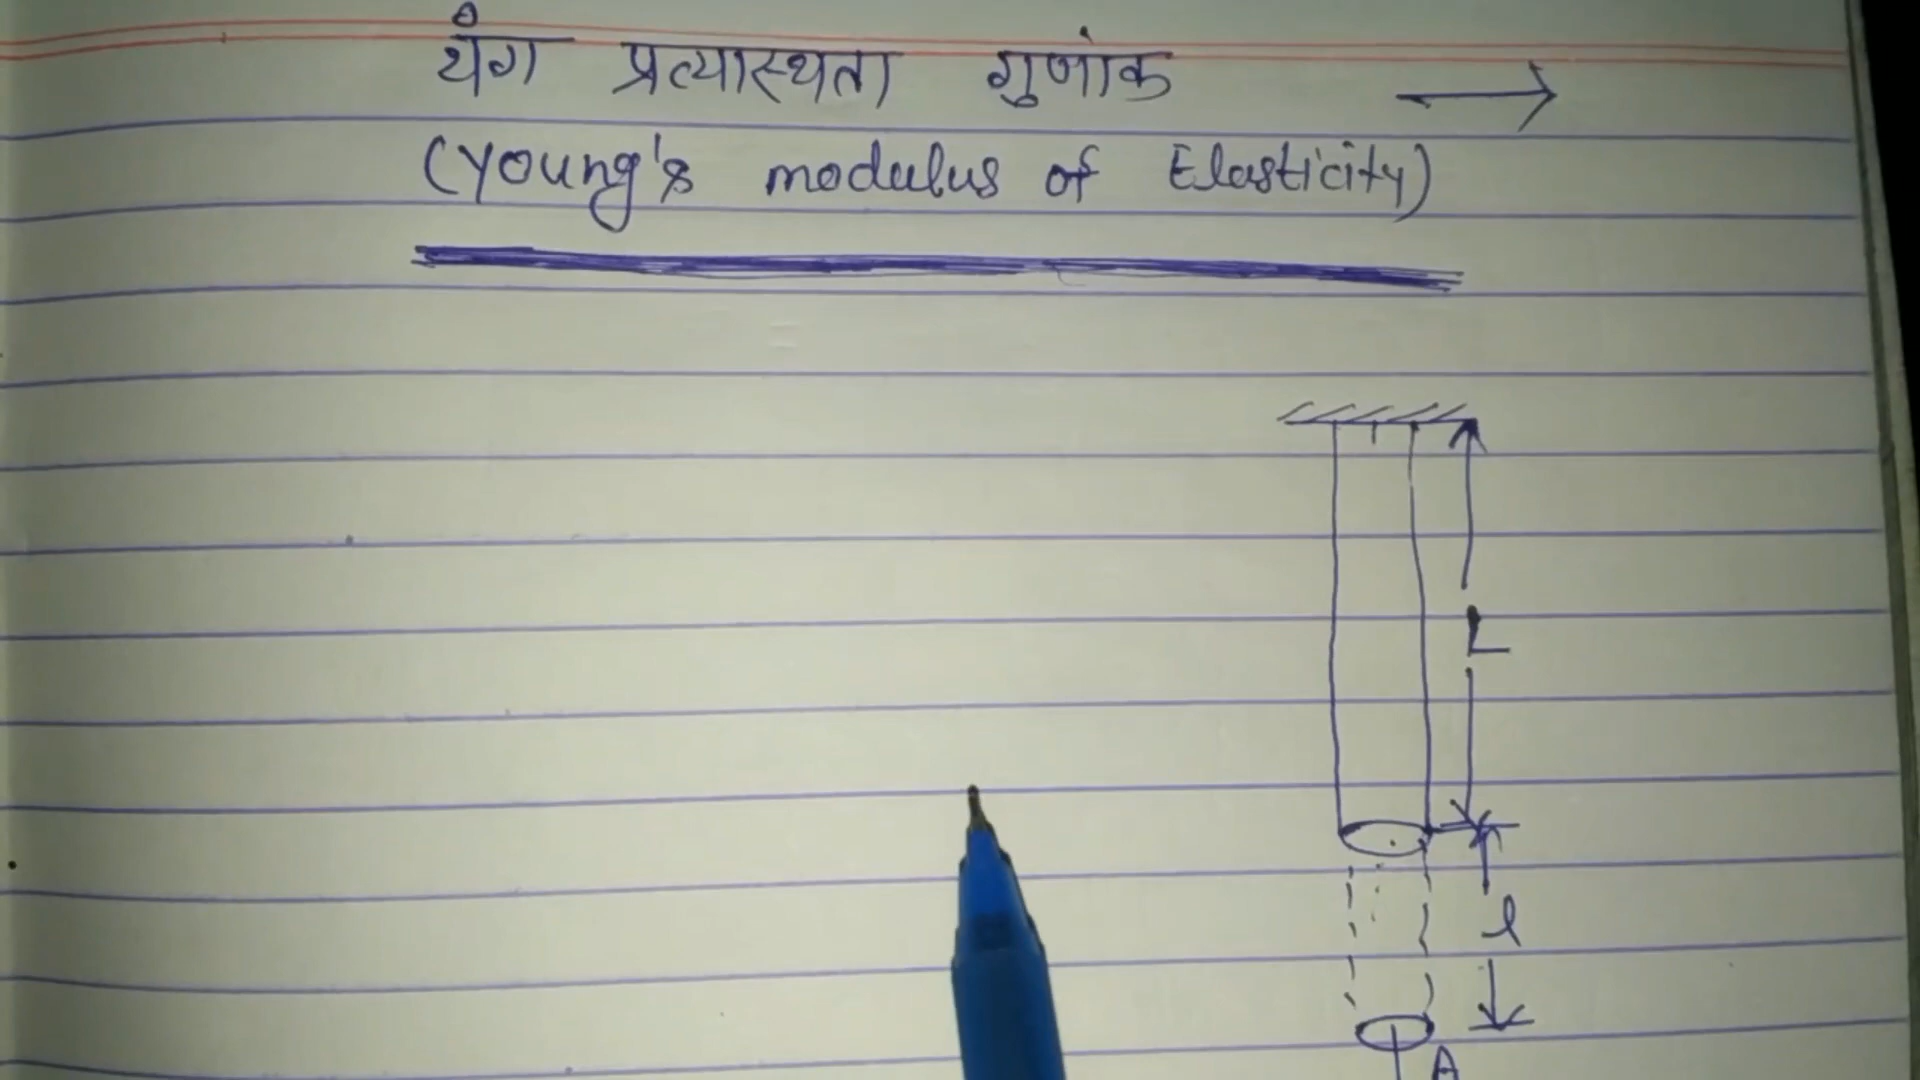 यंग प्रत्यास्थता गुणांक →
(Young's modulus of Elasticity)
L
l
A